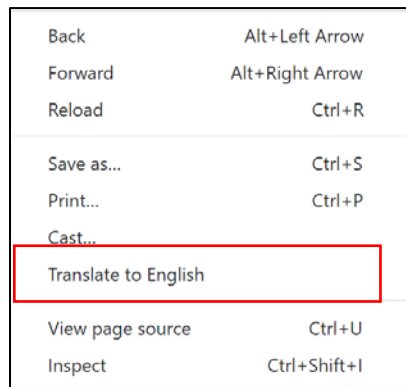 Back Alt+Left Arrow
Forward Alt+Right Arrow
Reload Ctrl+R
Save as... Ctrl+S
Print... Ctrl+P
Cast...
Translate to English
View page source Ctrl+U
Inspect Ctrl+Shift+I